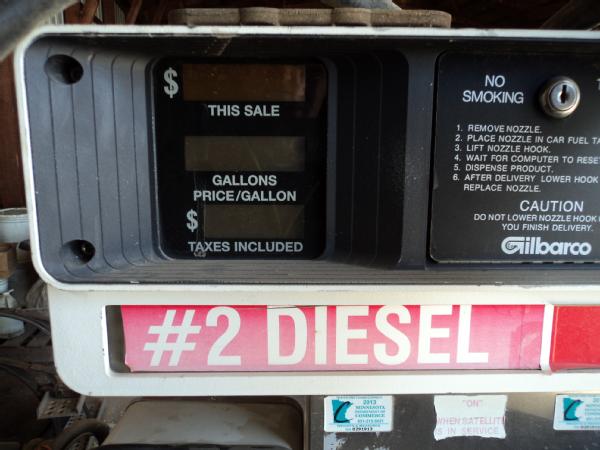 $
THIS SALE
GALLONS
PRICE/GALLON
$
TAXES INCLUDED
NO
SMOKING
1. REMOVE NOZZLE.
2. PLACE NOZZLE IN CAR FUEL TA
3. LIFT NOZZLE HOOK.
4. WAIT FOR COMPUTER TO RESET
5. DISPENSE PRODUCT.
6. AFTER DELIVERY LOWER HOOK
REPLACE NOZZLE.
CAUTION
DO NOT LOWER NOZZLE HOOK
YOU FINISH DELIVERY.
Gilbarco
#2 DIESEL
2013
MINNESOTA
DEPARTMENT OF
COMMERCE
"ON"
WHEN SATELLITE
IS IN SERVICE